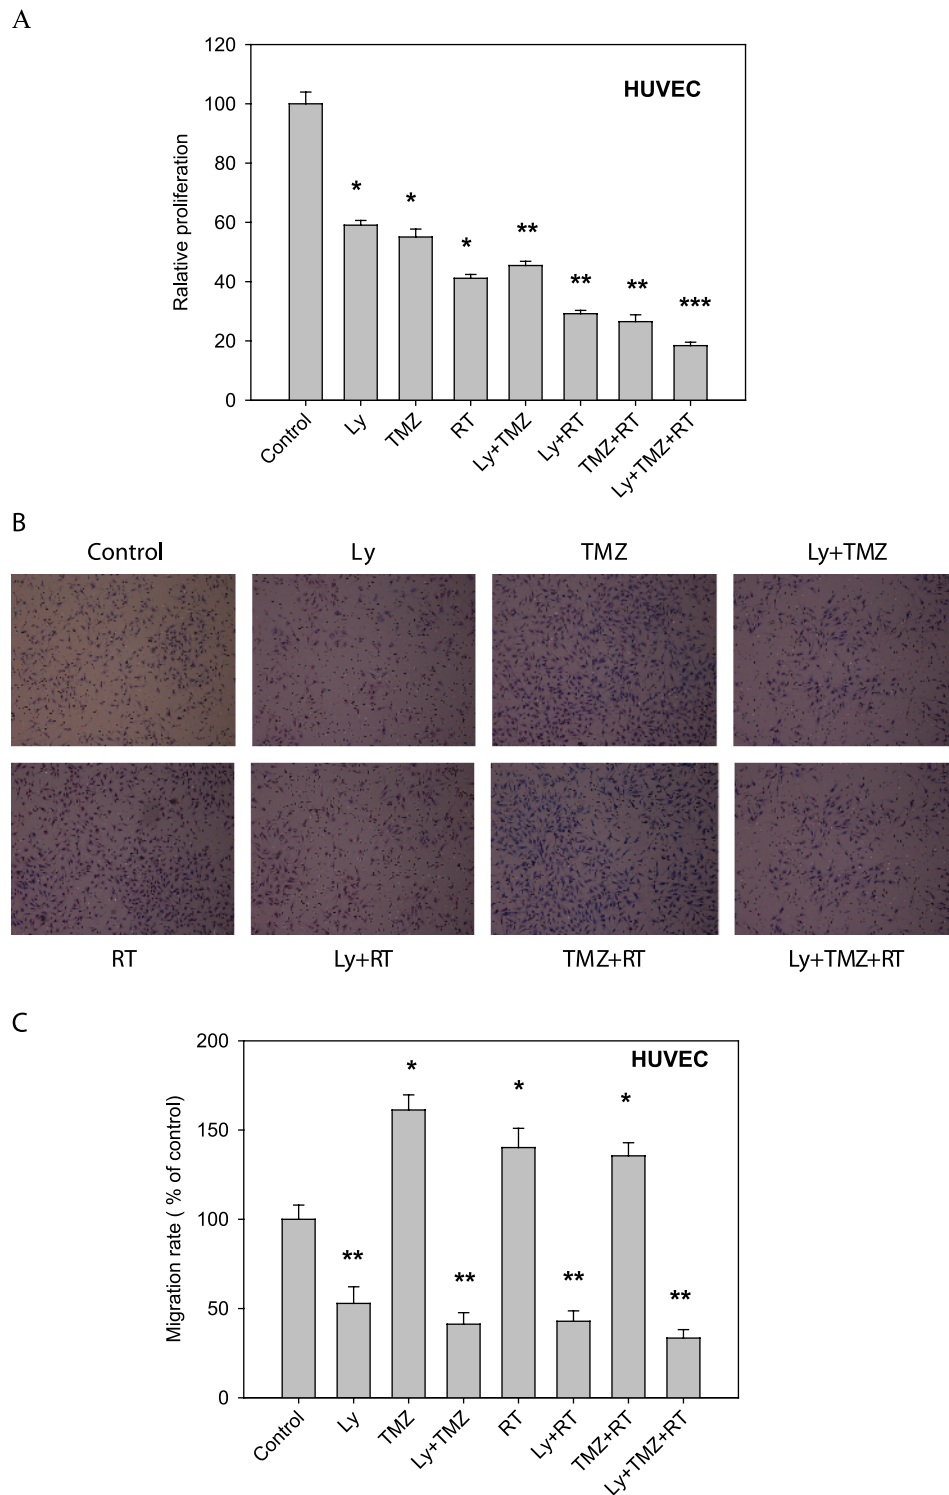 A
120
HUVEC
100
80
60
40
20
0
Ralative proliferation
* * * ** ** ** ***
Control Ly TMZ RT Ly+TMZ Ly+RT TMZ+RT Ly+TMZ+RT
B
Control Ly TMZ Ly+TMZ
RT Ly+RT TMZ+RT Ly+TMZ+RT
C
200
HUVEC
150
100
50
0
Migration rate ( % of control)
** * ** * ** * **
Control Ly TMZ Ly+TMZ RT Ly+RT TMZ+RT Ly+TMZ+RT